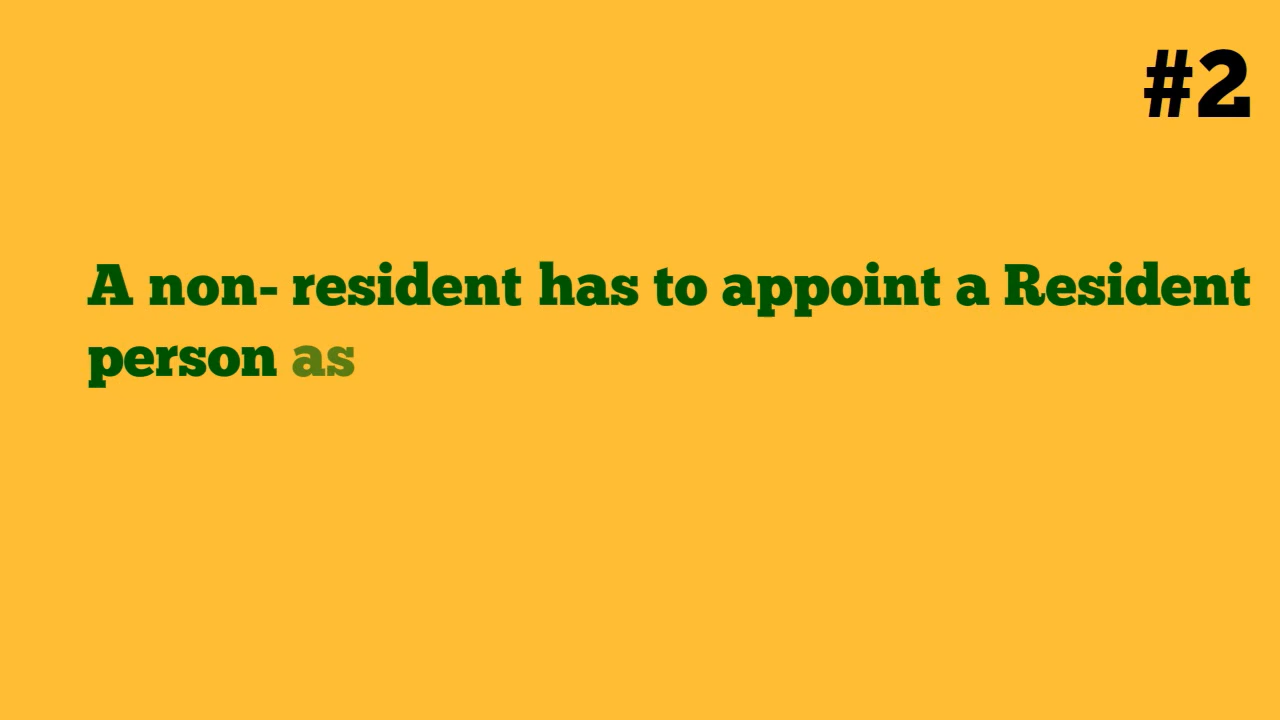 #2
A non- resident has to appoint a Resident
person as